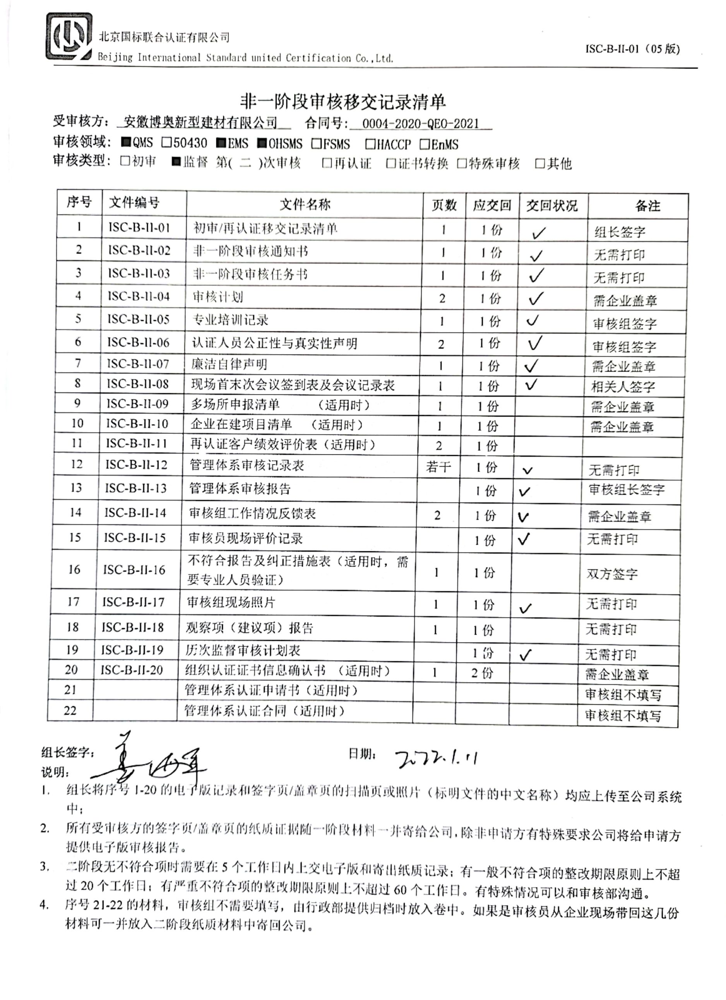 北京国标联合认证有限公司
Beijing International Standard united Certification Co.,Ltd.
ISC-B-II-01（05版)
非一阶段审核移交记录清单
受审核方： 安徽博奥新型建材有限公司 合同号： 0004-2020-QEO-2021
审核领域：■QMS □50430 ■EMS ■OHSMS □FSMS □HACCP □EnMS
审核类型：□初审 ■监督 第( 二 )次审核 □再认证 □证书转换 □特殊审核 □其他
序号 文件编号 文件名称 页数 应交回 交回状况 备注
1 ISC-B-II-01 初审/再认证移交记录清单 1 1份 ✓ 组长签字
2 ISC-B-II-02 非一阶段审核通知书 1 1份 ✓ 无需打印
3 ISC-B-II-03 非一阶段审核任务书 1 1份 ✓ 无需打印
4 ISC-B-II-04 审核计划 2 1份 ✓ 需企业盖章
5 ISC-B-II-05 专业培训记录 1 1份 ✓ 审核组签字
6 ISC-B-II-06 认证人员公正性与真实性声明 2 1份 ✓ 审核组签字
7 ISC-B-II-07 廉洁自律声明 1 1份 ✓ 需企业盖章
8 ISC-B-II-08 现场首末次会议签到表及会议记录表 1 1份 ✓ 相关人签字
9 ISC-B-II-09 多场所申报清单 （适用时） 1 1份 需企业盖章
10 ISC-B-II-10 企业在建项目清单 （适用时） 1 1份 需企业盖章
11 ISC-B-II-11 再认证客户绩效评价表（适用时） 2 1份
12 ISC-B-II-12 管理体系审核记录表 若干 1份 ✓ 无需打印
13 ISC-B-II-13 管理体系审核报告 1份 ✓ 审核组长签字
14 ISC-B-II-14 审核组工作情况反馈表 2 1份 ✓ 需企业盖章
15 ISC-B-II-15 审核员现场评价记录 1份 ✓ 无需打印
16 ISC-B-II-16 不符合报告及纠正措施表（适用时，需
要专业人员验证） 1 1份 双方签字
17 ISC-B-II-17 审核组现场照片 1 1份 ✓ 无需打印
18 ISC-B-II-18 观察项（建议项）报告 1 1份 无需打印
19 ISC-B-II-19 历次监督审核计划表 1份 ✓ 无需打印
20 ISC-B-II-20 组织认证证书信息确认书 （适用时） 1 2份 需企业盖章
21 管理体系认证申请书（适用时） 审核组不填写
22 管理体系认证合同（适用时） 审核组不填写
组长签字： 日期： 2022.1.11
说明：
1. 组长将序号1-20的电子版记录和签字页/盖章页的扫描页或照片（标明文件的中文名称）均应上传至公司系统
中；
2. 所有受审核方的签字页/盖章页的纸质证据随一阶段材料一并寄给公司,除非申请方有特殊要求公司将给申请方
提供电子版审核报告。
3. 二阶段无不符合项时需要在5个工作日内上交电子版和寄出纸质记录；有一般不符合项的整改期限原则上不超
过20个工作日；有严重不符合项的整改期限原则上不超过60个工作日。有特殊情况可以和审核部沟通。
4. 序号21-22的材料，审核组不需要填写，由行政部提供归档时放入卷中。如果是审核员从企业现场带回这几份
材料可一并放入二阶段纸质材料中寄回公司。